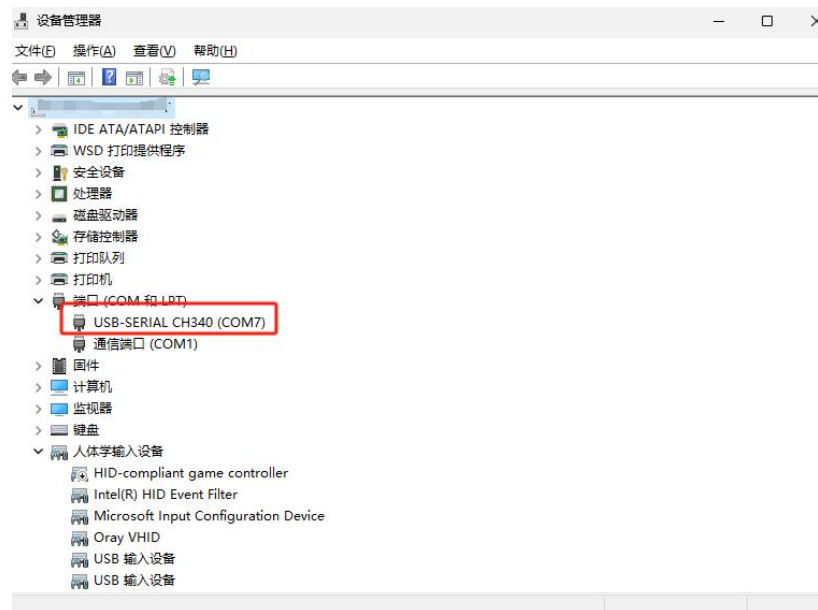 设备管理器
文件(F) 操作(A) 查看(V) 帮助(H)
IDE ATA/ATAPI 控制器
WSD 打印提供程序
安全设备
处理器
磁盘驱动器
存储控制器
打印队列
打印机
端口 (COM 和 LPT)
USB-SERIAL CH340 (COM7)
通信端口 (COM1)
固件
计算机
监视器
键盘
人体学输入设备
HID-compliant game controller
Intel(R) HID Event Filter
Microsoft Input Configuration Device
Oray VHID
USB 输入设备
USB 输入设备